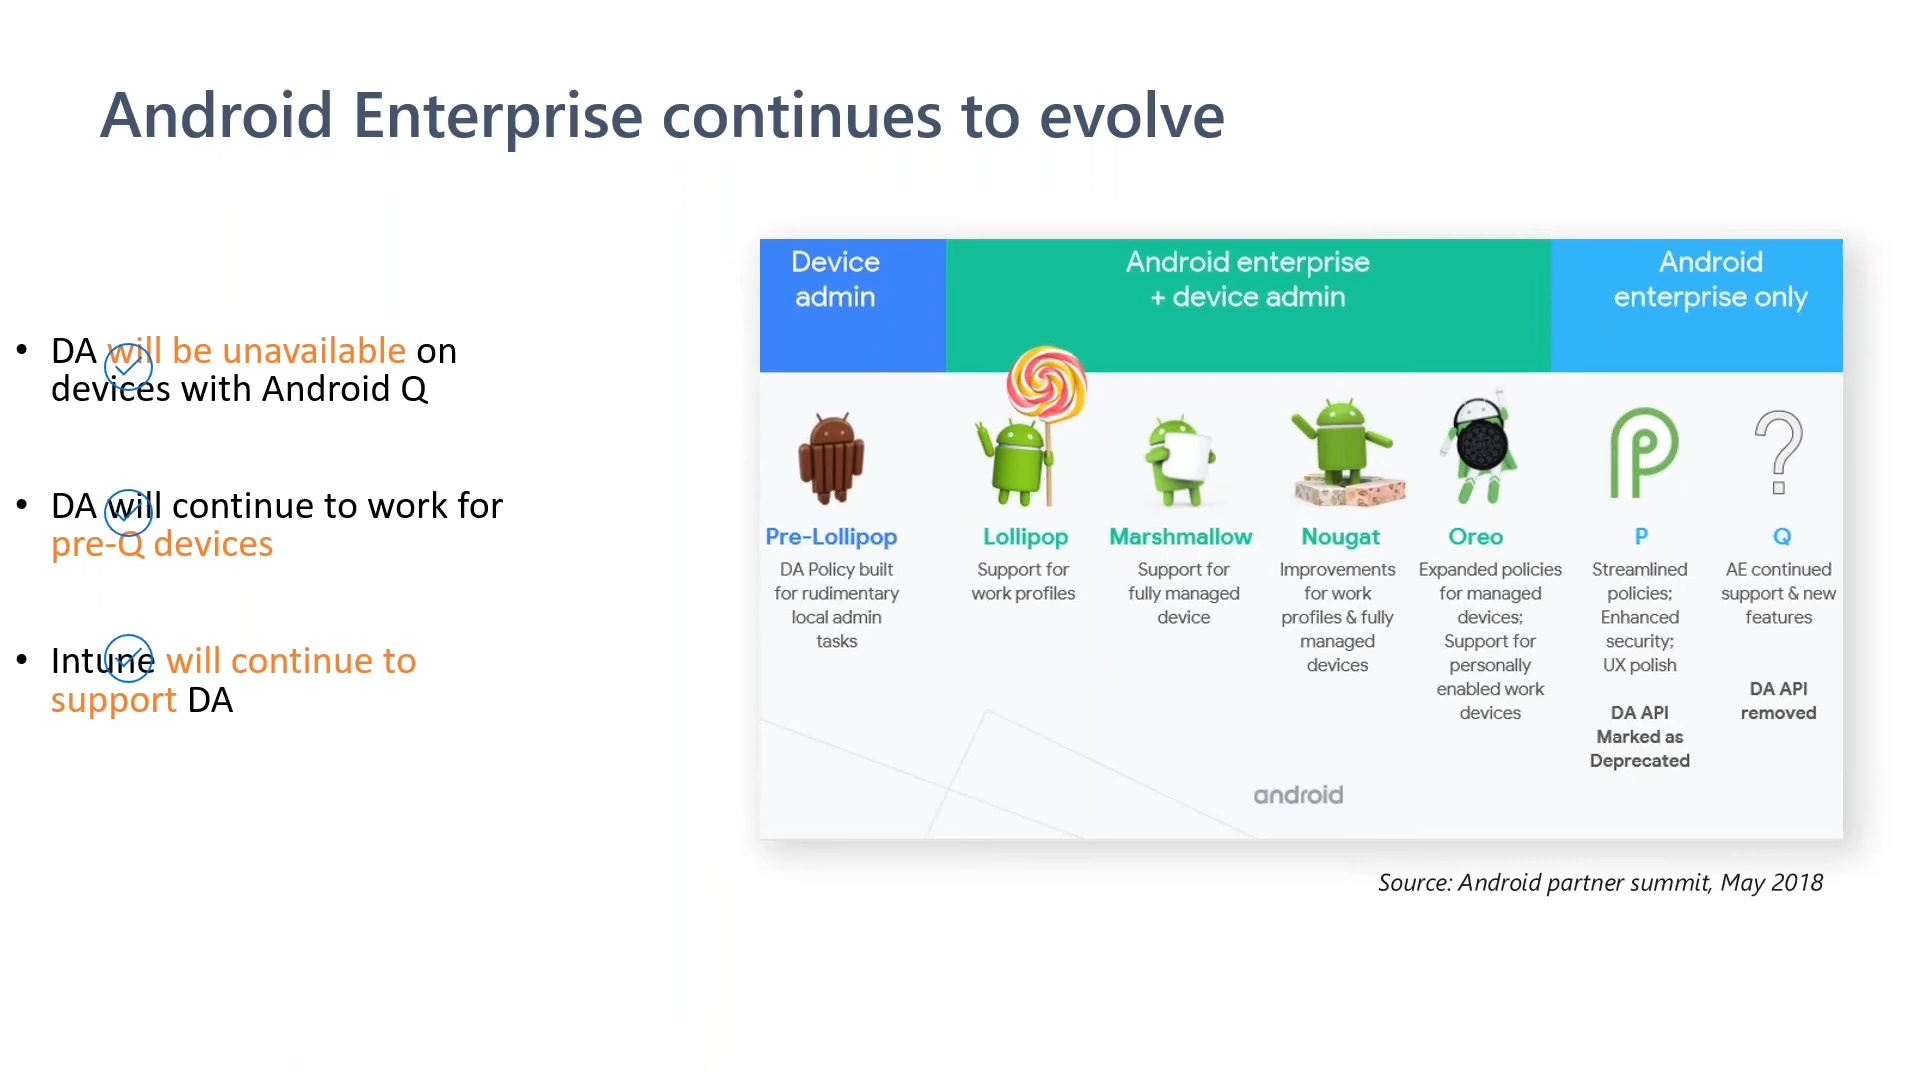 Android Enterprise continues to evolve
• DA will be unavailable on
devices with Android Q
• DA will continue to work for
pre-Q devices
• Intune will continue to
support DA
Device
admin
Android enterprise
+ device admin
Android
enterprise only
Pre-Lollipop
DA Policy built
for rudimentary
local admin
tasks
Lollipop
Support for
work profiles
Marshmallow
Support for
fully managed
device
Nougat
Improvements
for work
profiles & fully
managed
devices
Oreo
Expanded policies
for managed
devices;
Support for
personally
enabled work
devices
P
Streamlined
policies;
Enhanced
security;
UX polish
DA API
Marked as
Deprecated
?
Q
AE continued
support & new
features
DA API
removed
android
Source: Android partner summit, May 2018